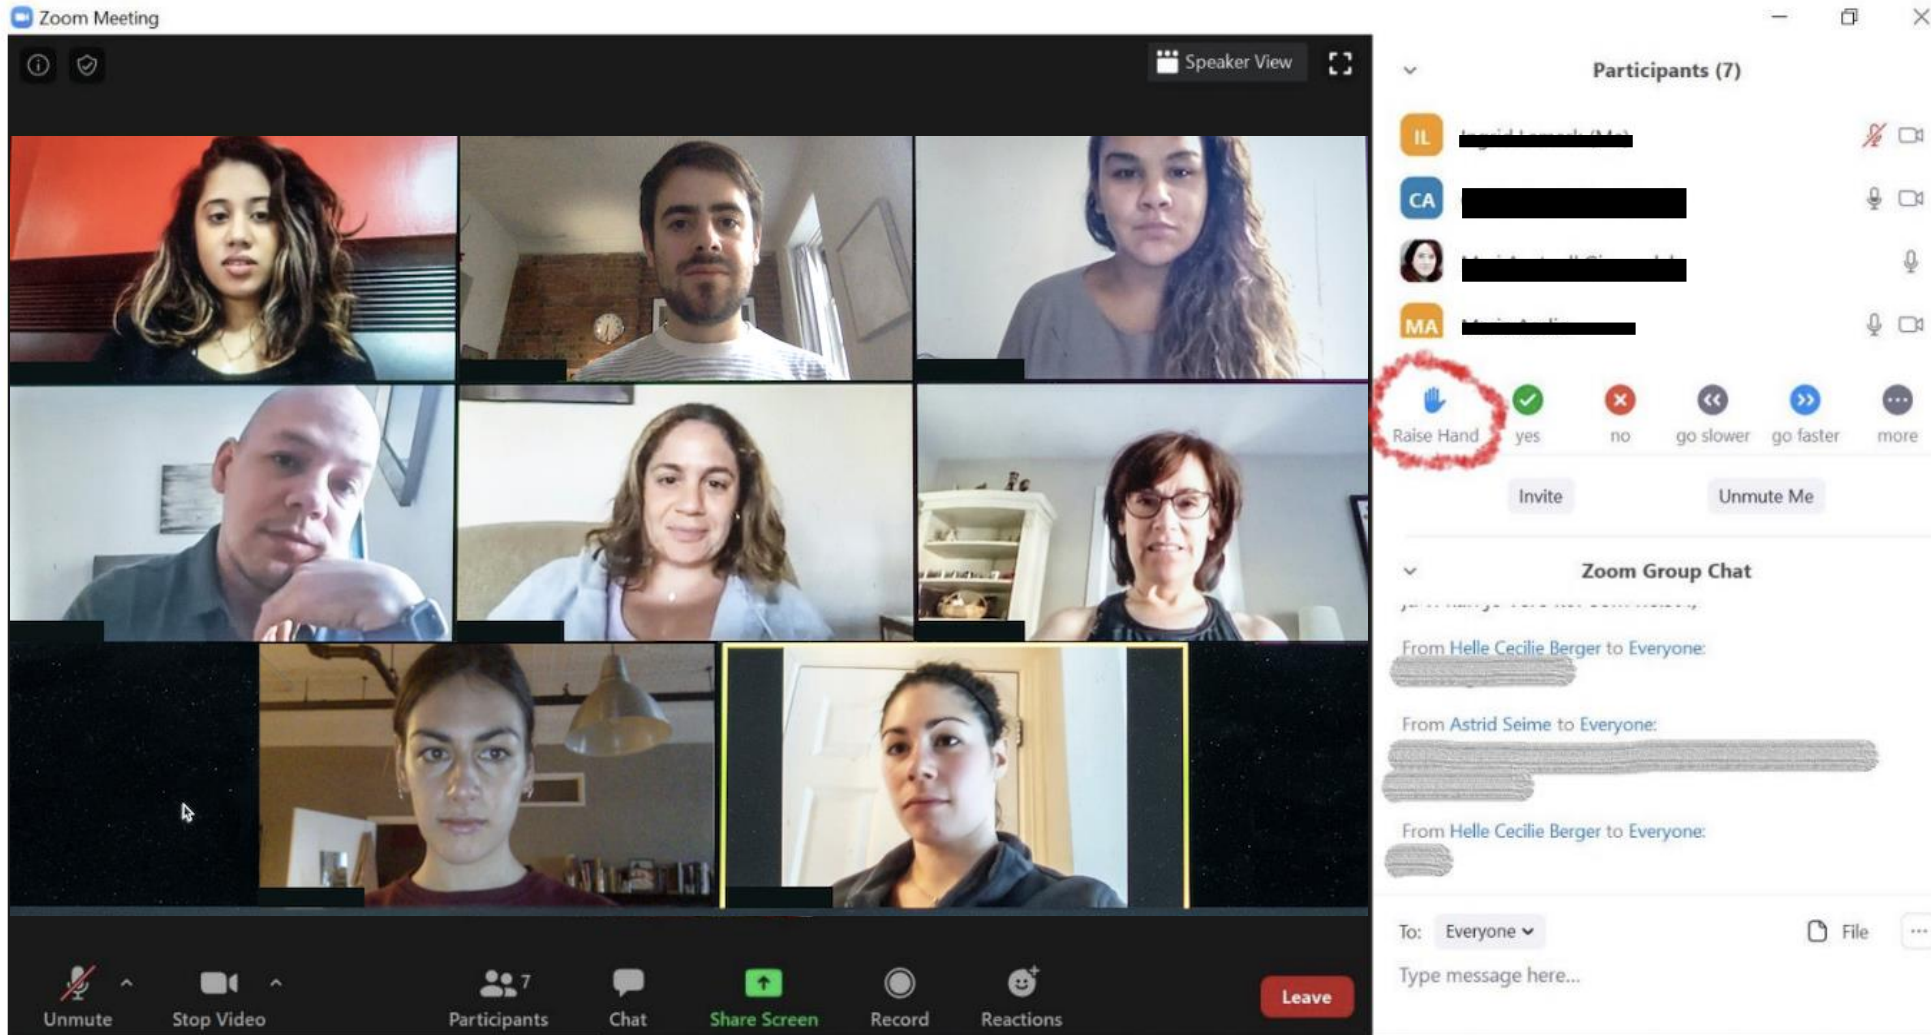 Zoom Meeting
Speaker View
Participants (7)
IL
CA
MA
Raise Hand
yes
no
go slower
go faster
more
Invite
Unmute Me
Zoom Group Chat
From Helle Cecilie Berger to Everyone:
From Astrid Seime to Everyone:
From Helle Cecilie Berger to Everyone:
To: Everyone
File
Type message here...
Unmute
Stop Video
7
Participants
Chat
Share Screen
Record
Reactions
Leave